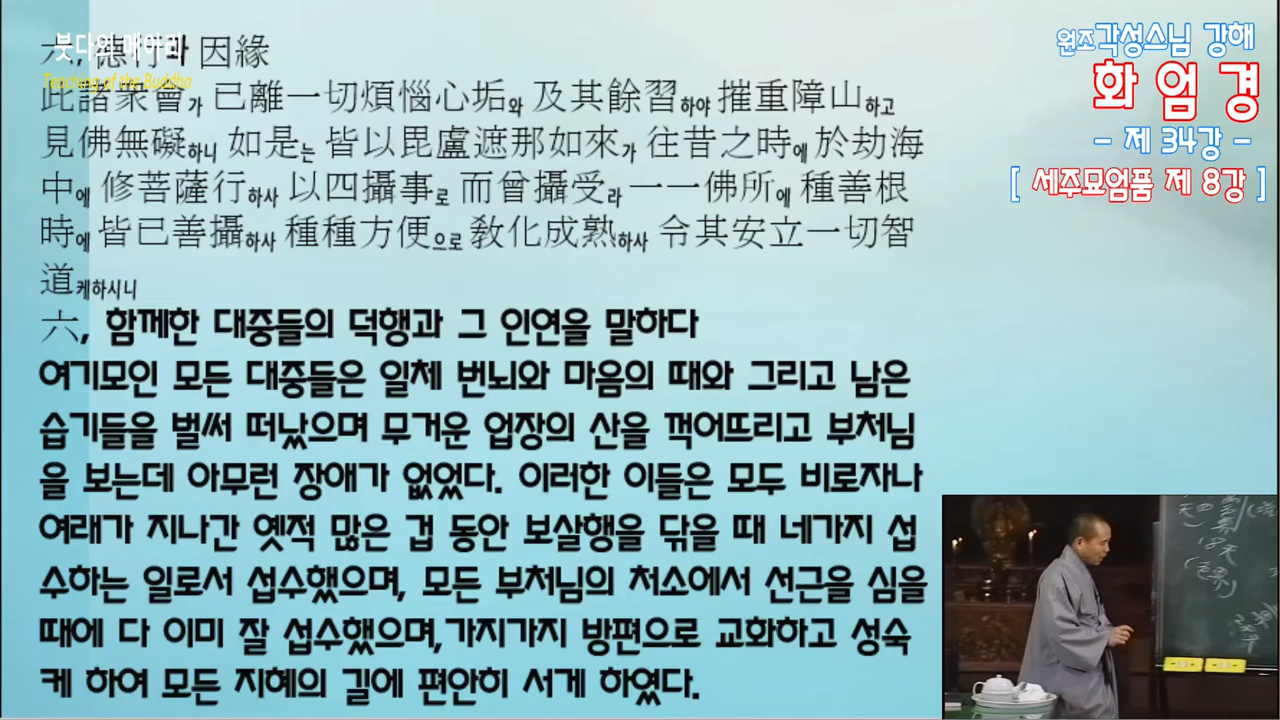 붓다의 메아리
Teaching of the Buddha
六, 德行과 因緣
此諸衆會가 已離一切煩惱心垢와 及其餘習하야 摧重障山하고
見佛無礙하니 如是는 皆以毘盧遮那如來가 往昔之時에 於劫海
中에 修菩薩行하사 以四攝事로 而曾攝受라 一一佛所에 種善根
時에 皆已善攝하사 種種方便으로 敎化成熟하사 令其安立一切智
道케하시니
六, 함께한 대중들의 덕행과 그 인연을 말하다
여기모인 모든 대중들은 일체 번뇌와 마음의 때와 그리고 남은
습기들을 벌써 떠났으며 무거운 업장의 산을 꺽어뜨리고 부처님
을 보는데 아무런 장애가 없었다. 이러한 이들은 모두 비로자나
여래가 지나간 옛적 많은 겁 동안 보살행을 닦을 때 네가지 섭
수하는 일로서 섭수했으며, 모든 부처님의 처소에서 선근을 심을
때에 다 이미 잘 섭수했으며,가지가지 방편으로 교화하고 성숙
케 하여 모든 지혜의 길에 편안히 서게 하였다.
원조각성스님 강해
화 엄 경
- 제 34강 -
[ 세주묘엄품 제 8강 ]